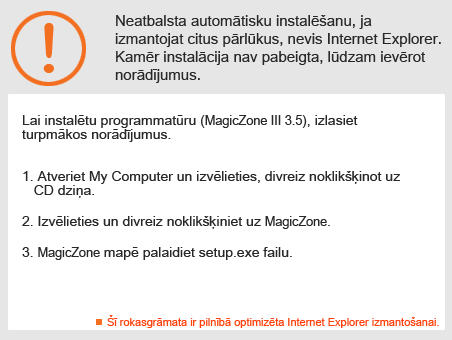 Neatbalsta automātisku instalēšanu, ja
izmantojat citus pārlūkus, nevis Internet Explorer.
Kamēr instalācija nav pabeigta, lūdzam ievērot
norādījumus.
Lai instalētu programmatūru (MagicZone III 3.5), izlasiet
turpmākos norādījumus.
1. Atveriet My Computer un izvēlieties, divreiz noklikšķinot uz
CD dziņa.
2. Izvēlieties un divreiz noklikšķiniet uz MagicZone.
3. MagicZone mapē palaidiet setup.exe failu.
Šī rokasgrāmata ir pilnībā optimizēta Internet Explorer izmantošanai.